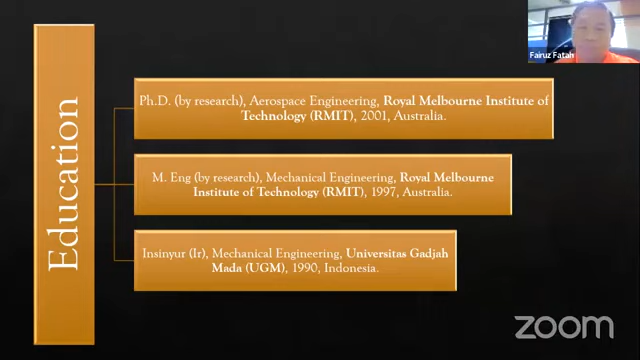 Fairuz Fatah
Education
Ph.D. (by research), Aerospace Engineering, Royal Melbourne Institute of
Technology (RMIT), 2001, Australia.
M. Eng (by research), Mechanical Engineering, Royal Melbourne
Institute of Technology (RMIT), 1997, Australia.
Insinyur (Ir), Mechanical Engineering, Universitas Gadjah
Mada (UGM), 1990, Indonesia.
zoom